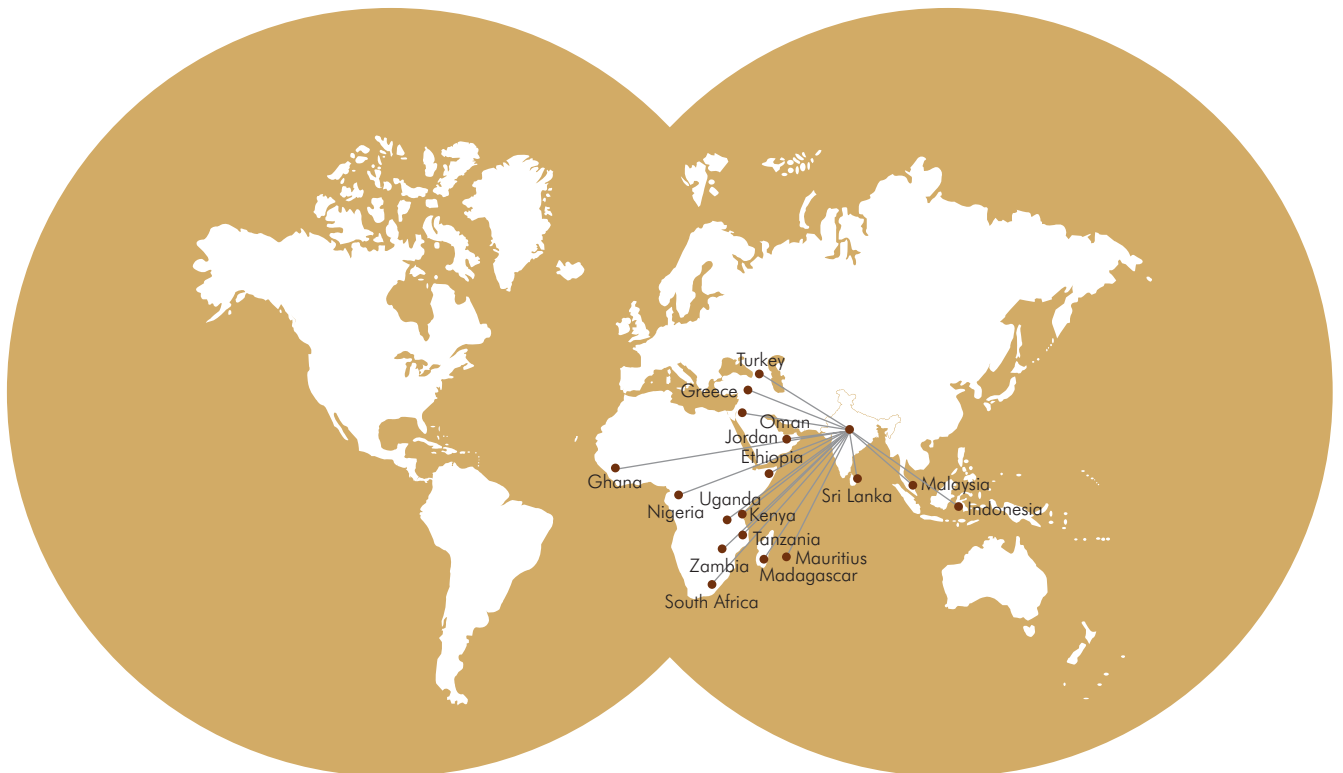 Turkey
Greece
Oman
Jordan
Ethiopia
Ghana
Malaysia
Sri Lanka
Uganda
Indonesia
Nigeria
Kenya
Tanzania
Mauritius
Zambia
Madagascar
South Africa